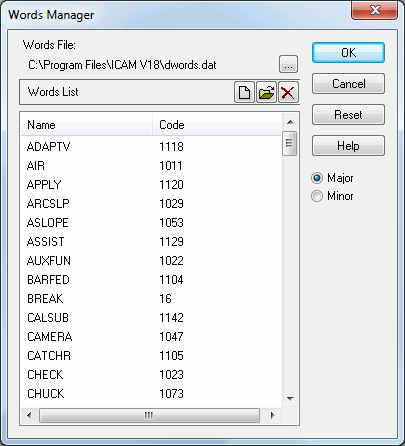 Words Manager
Words File:
C:\Program Files\ICAM V18\dwords.dat
...
OK
Words List
Cancel
Reset
Help
Major
Minor
Name Code
ADAPTV 1118
AIR 1011
APPLY 1120
ARCSLP 1029
ASLOPE 1053
ASSIST 1129
AUXFUN 1022
BARFED 1104
BREAK 16
CALSUB 1142
CAMERA 1047
CATCHR 1105
CHECK 1023
CHUCK 1073